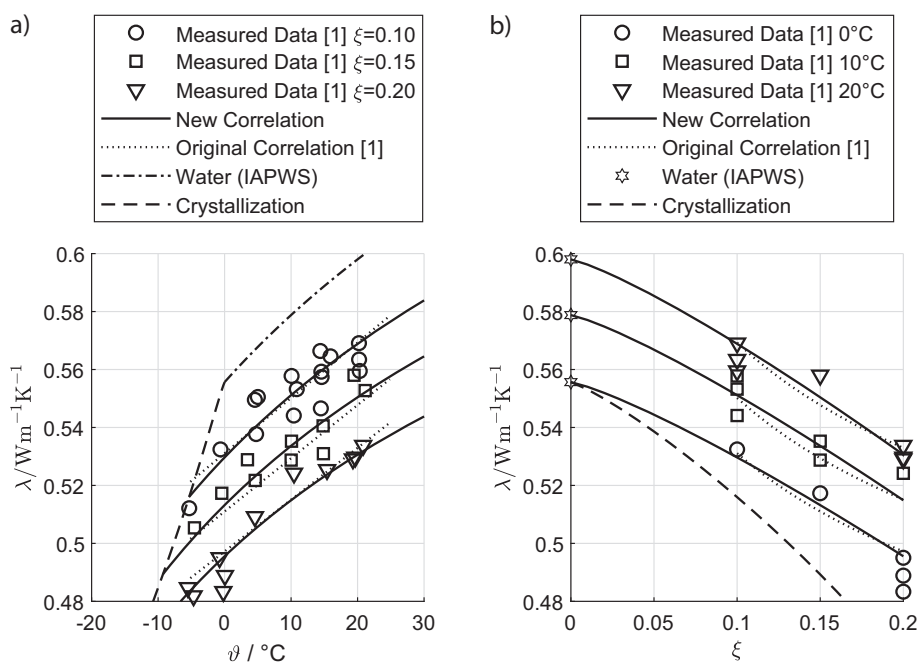 a)
Measured Data [1] ξ=0.10
Measured Data [1] ξ=0.15
Measured Data [1] ξ=0.20
New Correlation
Original Correlation [1]
Water (IAPWS)
Crystallization
0.6
0.58
0.56
0.54
0.52
0.5
0.48
λ/Wm⁻¹K⁻¹
-20 -10 0 10 20 30
ϑ / °C
b)
Measured Data [1] 0°C
Measured Data [1] 10°C
Measured Data [1] 20°C
New Correlation
Original Correlation [1]
Water (IAPWS)
Crystallization
0.6
0.58
0.56
0.54
0.52
0.5
0.48
λ/Wm⁻¹K⁻¹
0 0.05 0.1 0.15 0.2
ξ